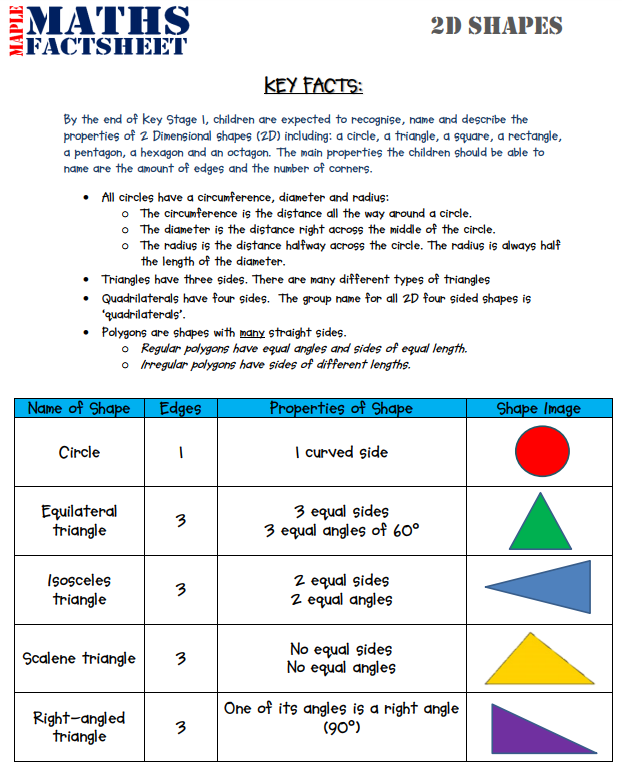 MAPLE
MATHS
FACTSHEET
2D SHAPES
KEY FACTS:
By the end of Key Stage 1, children are expected to recognise, name and describe the
properties of 2 Dimensional shapes (2D) including: a circle, a triangle, a square, a rectangle,
a pentagon, a hexagon and an octagon. The main properties the children should be able to
name are the amount of edges and the number of corners.
• All circles have a circumference, diameter and radius:
o The circumference is the distance all the way around a circle.
o The diameter is the distance right across the middle of the circle.
o The radius is the distance halfway across the circle. The radius is always half
the length of the diameter.
• Triangles have three sides. There are many different types of triangles
• Quadrilaterals have four sides. The group name for all 2D four sided shapes is
'quadrilaterals'.
• Polygons are shapes with many straight sides.
o Regular polygons have equal angles and sides of equal length.
o Irregular polygons have sides of different lengths.
Name of Shape Edges Properties of Shape Shape Image
Circle 1 1 curved side
Equilateral
triangle
3
3 equal sides
3 equal angles of 60°
Isosceles
triangle
3
2 equal sides
2 equal angles
Scalene triangle
3
No equal sides
No equal angles
Right-angled
triangle
3
One of its angles is a right angle
(90°)